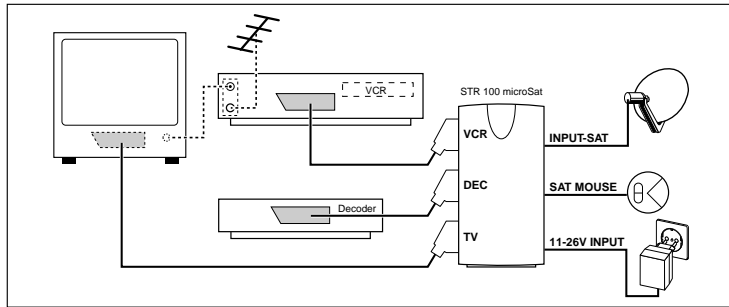 VCR
STR 100 microSat
VCR
INPUT-SAT
DEC
SAT MOUSE
Decoder
TV
11-26V INPUT